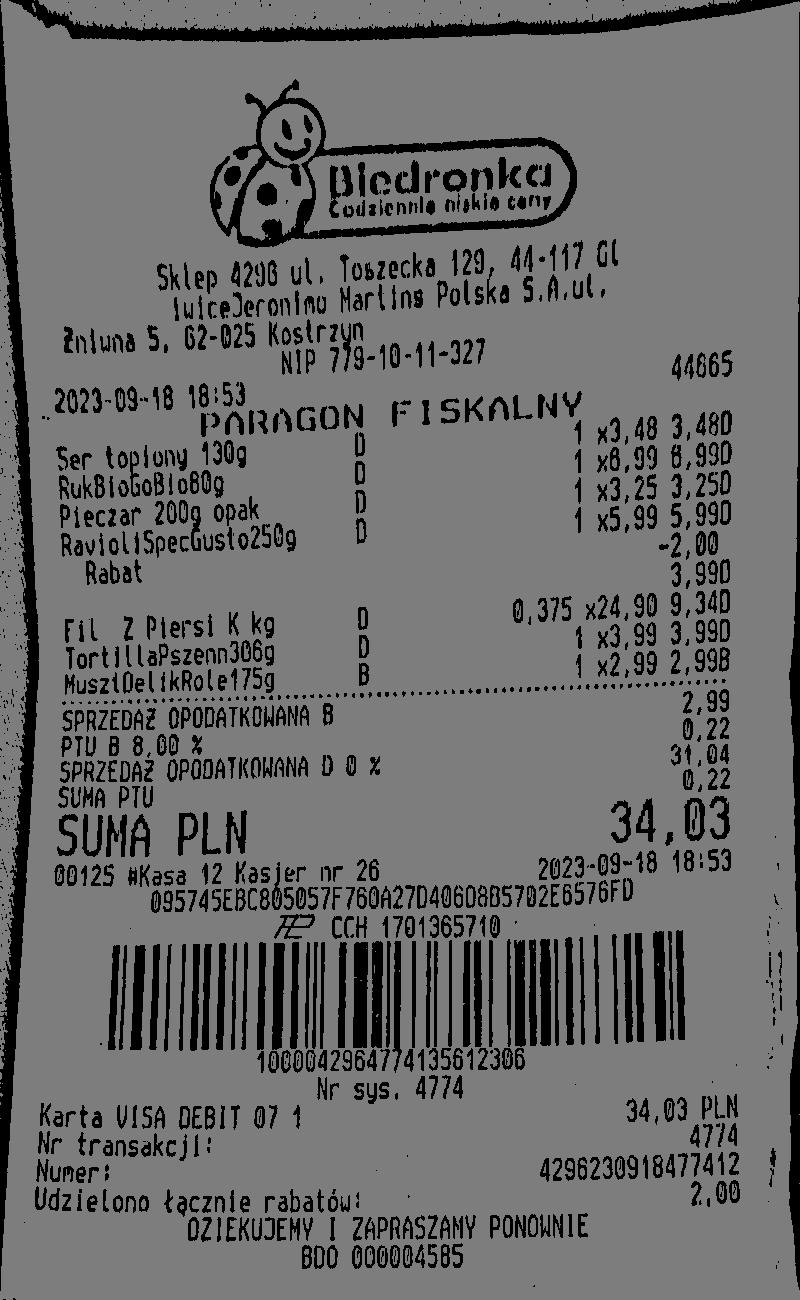 Biedronka
Codziennie niskie ceny
Sklep 4296 ul. Toszecka 129, 44-117 Gl
iwiceJeronimo Martins Polska S.A.ul.
Żniwna 5, 62-025 Kostrzyn
NIP 779-10-11-327
2023-09-18 18:53 44665
PARAGON FISKALNY
Ser topiony 130g D 1 x3,48 3,48D
RukBioGoBio80g D 1 x6,99 6,99D
Pieczar 200g opak D 1 x3,25 3,25D
RavioliSpecGusto250g D 1 x5,99 5,99D
Rabat -2,00
3,99D
Fil Z Piersi K kg D 0,375 x24,90 9,34D
TortillaPszenn306g D 1 x3,99 3,99D
MusztDelikRole175g B 1 x2,99 2,99B
SPRZEDAŻ OPODATKOWANA B 2,99
PTU B 8,00 % 0,22
SPRZEDAŻ OPODATKOWANA D 0 % 31,04
SUMA PTU 0,22
SUMA PLN 34,03
00125 #Kasa 12 Kasjer nr 26 2023-09-18 18:53
095745EBC805057F760A27D406D8B5702E6576FD
CCH 1701365710
1000042964774135612306
Nr sys. 4774
Karta VISA DEBIT 07 1 34,03 PLN
Nr transakcji: 4774
Numer: 4296230918477412
Udzielono łącznie rabatów: 2,00
DZIEKUJEMY I ZAPRASZAMY PONOWNIE
BDO 000004585